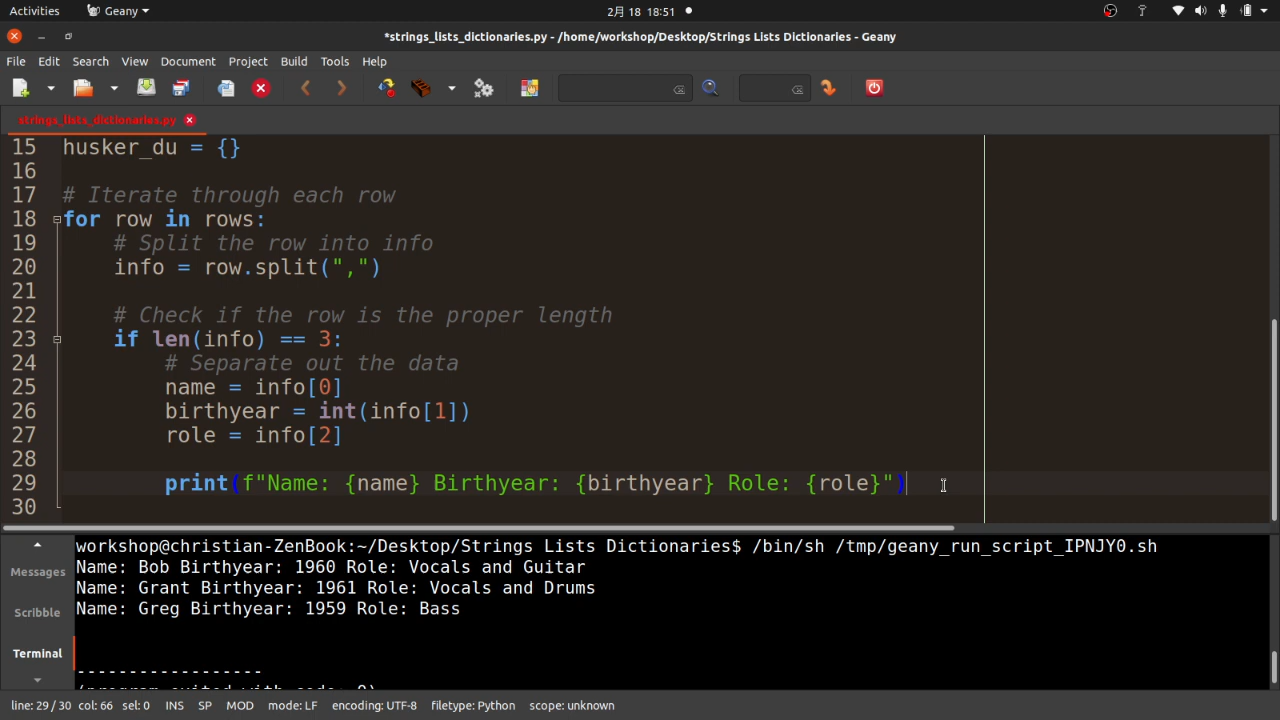 Activities Geany 2月 18 18:51
*strings_lists_dictionaries.py - /home/workshop/Desktop/Strings Lists Dictionaries - Geany
File Edit Search View Document Project Build Tools Help
strings_lists_dictionaries.py
15 husker_du = {}
16
17 # Iterate through each row
18 for row in rows:
19 # Split the row into info
20 info = row.split(",")
21
22 # Check if the row is the proper length
23 if len(info) == 3:
24 # Separate out the data
25 name = info[0]
26 birthyear = int(info[1])
27 role = info[2]
28
29 print(f"Name: {name} Birthyear: {birthyear} Role: {role}")
30
Messages
Scribble
Terminal
workshop@christian-ZenBook:~/Desktop/Strings Lists Dictionaries$ /bin/sh /tmp/geany_run_script_IPNJY0.sh
Name: Bob Birthyear: 1960 Role: Vocals and Guitar
Name: Grant Birthyear: 1961 Role: Vocals and Drums
Name: Greg Birthyear: 1959 Role: Bass
------------------
(program exited with code: 0)
line: 29 / 30 col: 66 sel: 0 INS SP MOD mode: LF encoding: UTF-8 filetype: Python scope: unknown